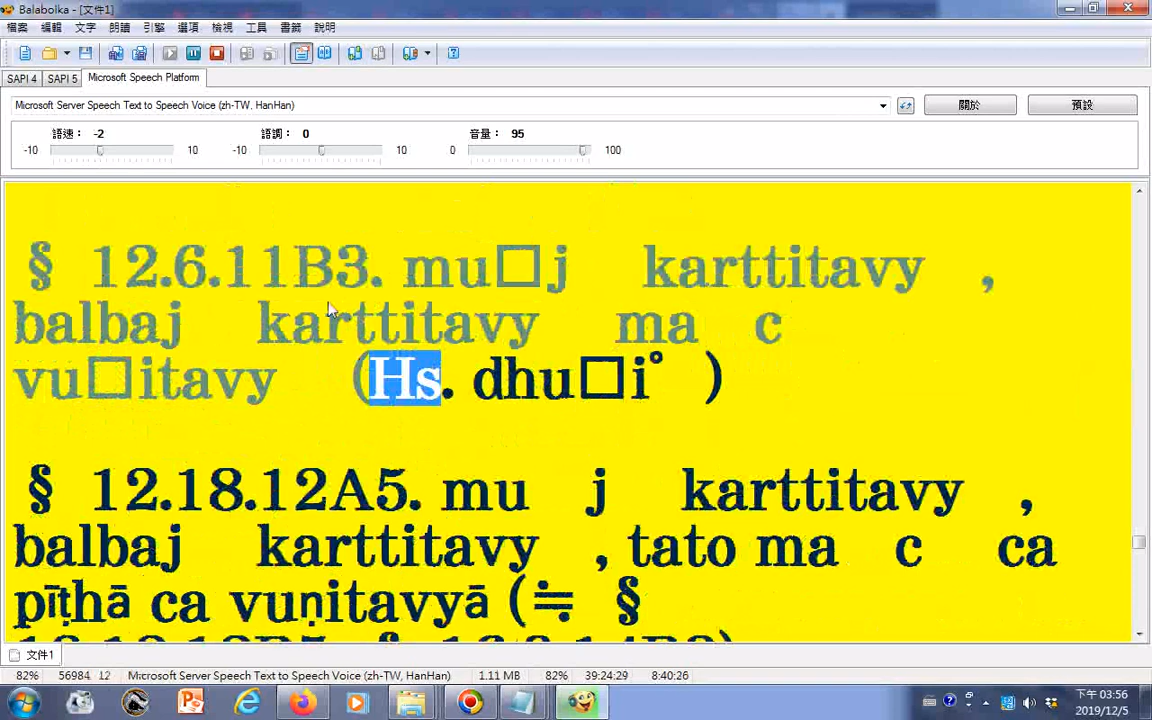 Balabolka - [文件1]
檔案 編輯 文字 朗讀 引擎 選項 檢視 工具 書籤 說明
SAPI 4 SAPI 5 Microsoft Speech Platform
Microsoft Server Speech Text to Speech Voice (zh-TW, HanHan) 關於 預設
語速： -2 語調： 0 音量： 95
-10 10 -10 10 0 100
§ 12.6.11B3. mu□j karttitavy ,
balbaj karttitavy ma c
vu□itavy (Hs. dhu□i° )
§ 12.18.12A5. mu j karttitavy ,
balbaj karttitavy , tato ma c ca
pīṭhā ca vuṇitavyā (≒ §
文件1
82% 56984 12 Microsoft Server Speech Text to Speech Voice (zh-TW, HanHan) 1.11 MB 82% 39:24:29 8:40:26
下午 03:56
2019/12/5